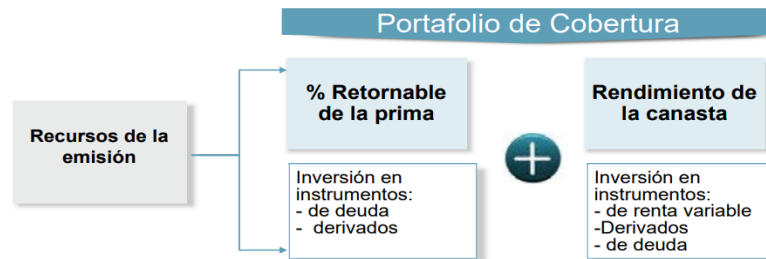 Portafolio de Cobertura
Recursos de la
emisión
% Retornable
de la prima
Rendimiento de
la canasta
Inversión en
instrumentos:
- de deuda
- derivados
Inversión en
instrumentos:
- de renta variable
-Derivados
- de deuda